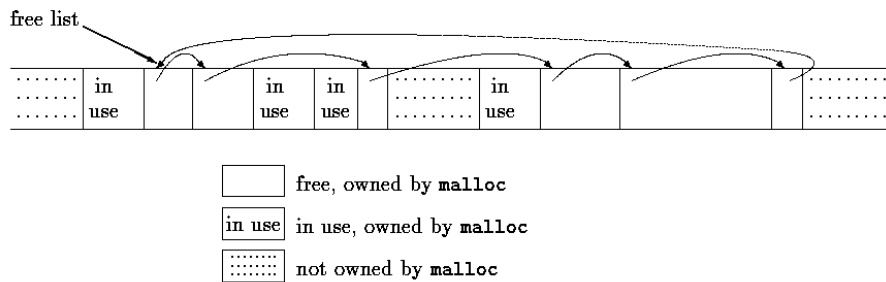 free list
in
use
in
use
in
use
in
use
free, owned by malloc
in use
in use, owned by malloc
not owned by malloc